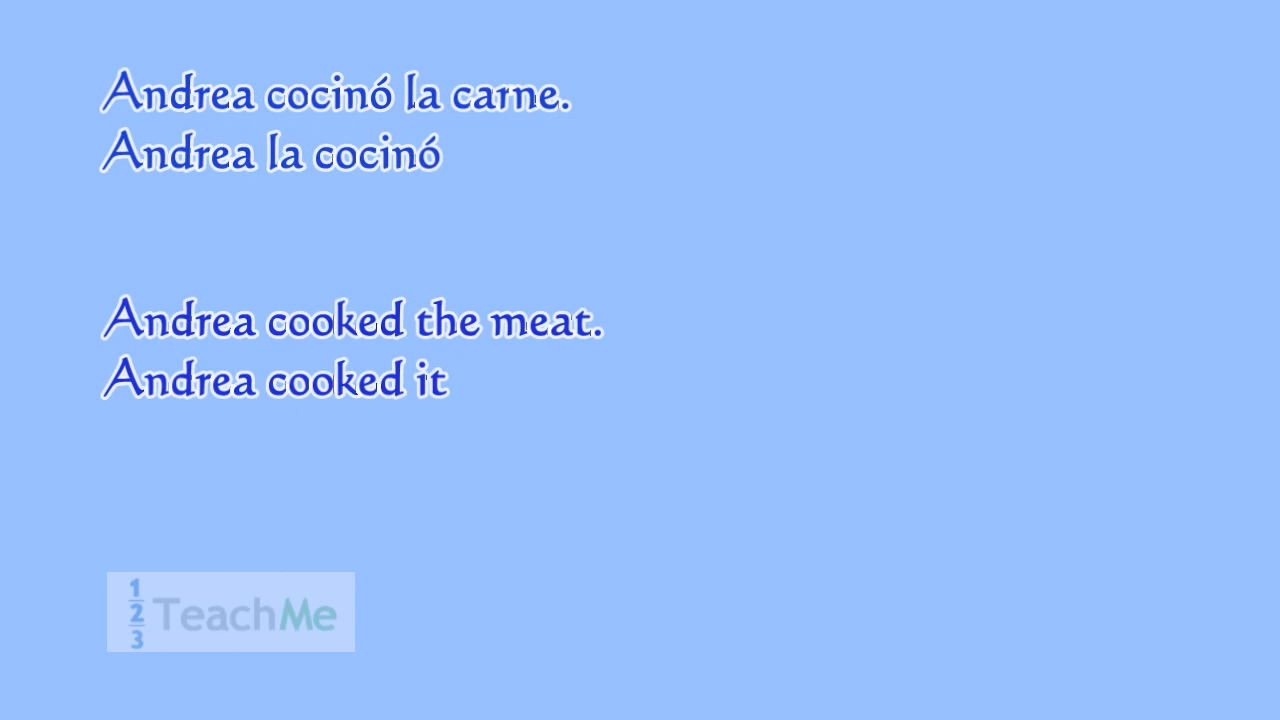 Andrea cocinó la carne.
Andrea la cocinó
Andrea cooked the meat.
Andrea cooked it
1
2
3
TeachMe